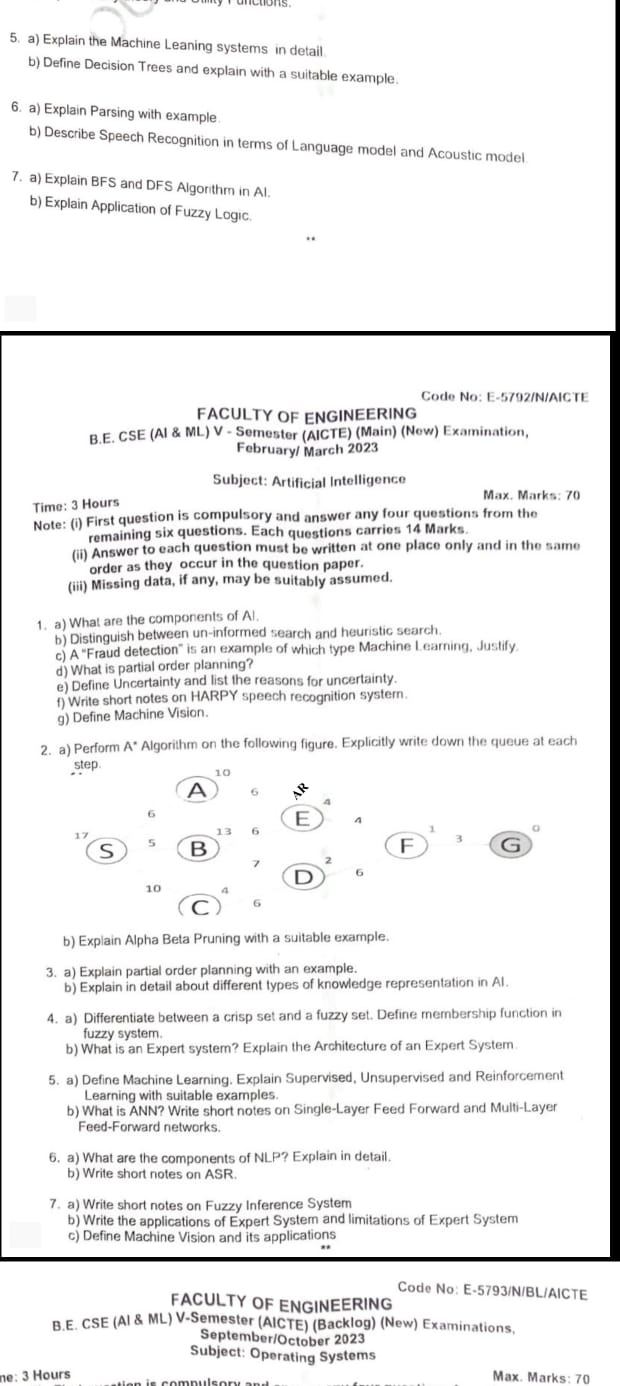 5. a) Explain the Machine Leaning systems in detail.
b) Define Decision Trees and explain with a suitable example.
6. a) Explain Parsing with example.
b) Describe Speech Recognition in terms of Language model and Acoustic model.
7. a) Explain BFS and DFS Algorithm in AI.
b) Explain Application of Fuzzy Logic.
**
Code No: E-5792/N/AICTE
FACULTY OF ENGINEERING
B.E. CSE (AI & ML) V - Semester (AICTE) (Main) (New) Examination,
February/ March 2023
Subject: Artificial Intelligence
Time: 3 Hours Max. Marks: 70
Note: (i) First question is compulsory and answer any four questions from the
remaining six questions. Each questions carries 14 Marks.
(ii) Answer to each question must be written at one place only and in the same
order as they occur in the question paper.
(iii) Missing data, if any, may be suitably assumed.
1. a) What are the components of AI.
b) Distinguish between un-informed search and heuristic search.
c) A "Fraud detection" is an example of which type Machine Learning, Justify.
d) What is partial order planning?
e) Define Uncertainty and list the reasons for uncertainty.
f) Write short notes on HARPY speech recognition system.
g) Define Machine Vision.
2. a) Perform A* Algorithm on the following figure. Explicitly write down the queue at each
step.
10
A 6 AR
4
6 E 4
17 13 6 1 0
S 5 B F 3 G
7 2
D 6
10 4
C 6
b) Explain Alpha Beta Pruning with a suitable example.
3. a) Explain partial order planning with an example.
b) Explain in detail about different types of knowledge representation in AI.
4. a) Differentiate between a crisp set and a fuzzy set. Define membership function in
fuzzy system.
b) What is an Expert system? Explain the Architecture of an Expert System.
5. a) Define Machine Learning. Explain Supervised, Unsupervised and Reinforcement
Learning with suitable examples.
b) What is ANN? Write short notes on Single-Layer Feed Forward and Multi-Layer
Feed-Forward networks.
6. a) What are the components of NLP? Explain in detail.
b) Write short notes on ASR.
7. a) Write short notes on Fuzzy Inference System
b) Write the applications of Expert System and limitations of Expert System
c) Define Machine Vision and its applications
**
Code No: E-5793/N/BL/AICTE
FACULTY OF ENGINEERING
B.E. CSE (AI & ML) V-Semester (AICTE) (Backlog) (New) Examinations,
September/October 2023
Subject: Operating Systems
me: 3 Hours Max. Marks: 70